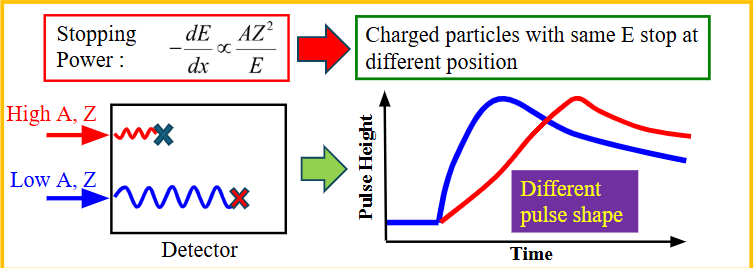 Stopping
Power :
-dE/dx ∝ AZ²/E
Charged particles with same E stop at
different position
High A, Z
Low A, Z
Detector
Pulse Height
Different
pulse shape
Time